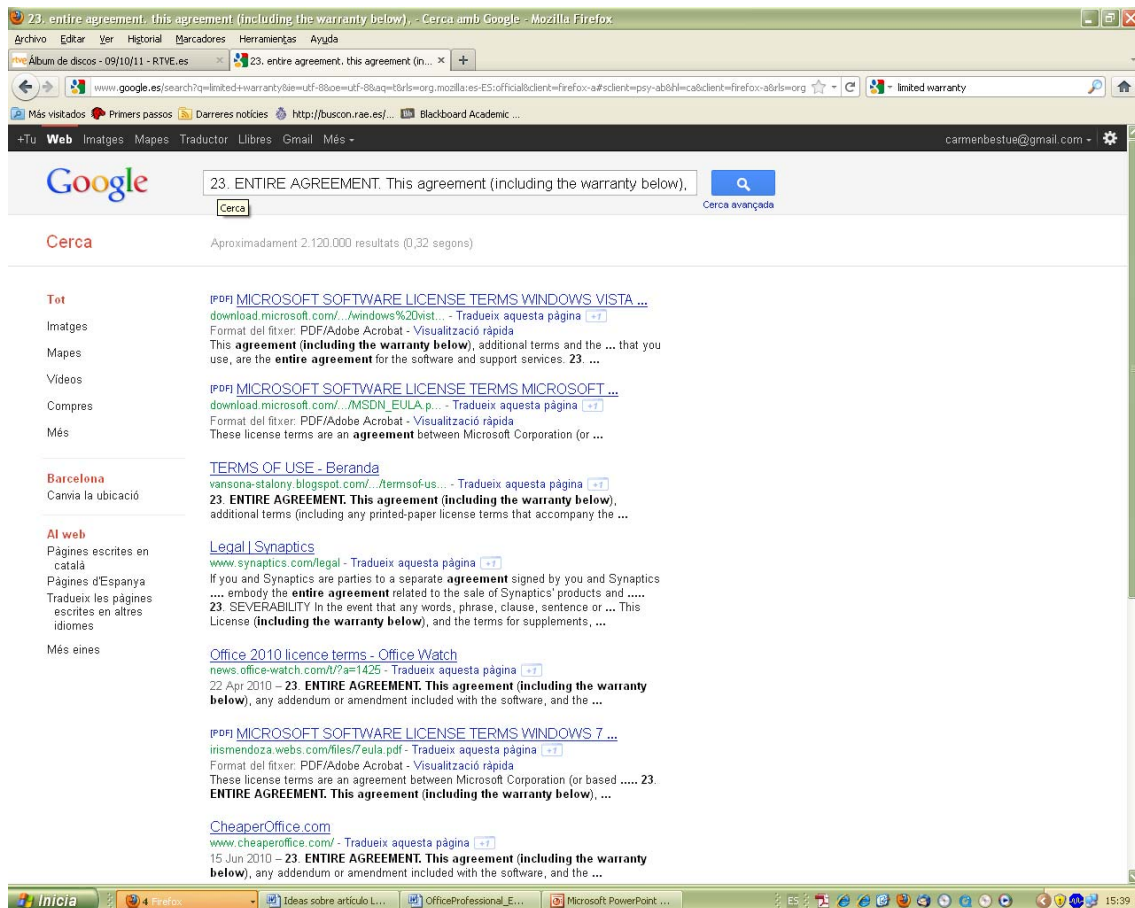 23. entire agreement. this agreement (including the warranty below), - Cerca amb Google - Mozilla Firefox
Archivo Editar Ver Historial Marcadores Herramientas Ayuda
rtve Álbum de discos - 09/10/11 - RTVE.es
23. entire agreement. this agreement (in...
www.google.es/search?q=limited+warranty&ie=utf-8&oe=utf-8&aq=t&rls=org.mozilla:es-ES:official&client=firefox-a#sclient=psy-ab&hl=ca&client=firefox-a&rls=org
limited warranty
Más visitados Primers passos Darreres notícies http://buscon.rae.es/... Blackboard Academic ...
+Tu Web Imatges Mapes Traductor Llibres Gmail Més
carmenbestue@gmail.com
Google
23. ENTIRE AGREEMENT. This agreement (including the warranty below),
Cerca
Cerca avançada
Cerca
Aproximadament 2.120.000 resultats (0,32 segons)
Tot
Imatges
Mapes
Vídeos
Compres
Més
Barcelona
Canvia la ubicació
Al web
Pàgines escrites en
català
Pàgines d'Espanya
Tradueix les pàgines
escrites en altres
idiomes
Més eines
[PDF] MICROSOFT SOFTWARE LICENSE TERMS WINDOWS VISTA ...
download.microsoft.com/.../windows%20vist... - Tradueix aquesta pàgina +1
Format del fitxer: PDF/Adobe Acrobat - Visualització ràpida
This agreement (including the warranty below), additional terms and the ... that you
use, are the entire agreement for the software and support services. 23. ...
[PDF] MICROSOFT SOFTWARE LICENSE TERMS MICROSOFT ...
download.microsoft.com/.../MSDN_EULA.p... - Tradueix aquesta pàgina +1
Format del fitxer: PDF/Adobe Acrobat - Visualització ràpida
These license terms are an agreement between Microsoft Corporation (or ...
TERMS OF USE - Beranda
vansona-stalony.blogspot.com/.../termsof-us... - Tradueix aquesta pàgina +1
23. ENTIRE AGREEMENT. This agreement (including the warranty below),
additional terms (including any printed-paper license terms that accompany the ...
Legal | Synaptics
www.synaptics.com/legal - Tradueix aquesta pàgina +1
If you and Synaptics are parties to a separate agreement signed by you and Synaptics
.... embody the entire agreement related to the sale of Synaptics' products and .....
23. SEVERABILITY In the event that any words, phrase, clause, sentence or ... This
License (including the warranty below), and the terms for supplements, ...
Office 2010 licence terms - Office Watch
news.office-watch.com/t/?a=1425 - Tradueix aquesta pàgina +1
22 Apr 2010 – 23. ENTIRE AGREEMENT. This agreement (including the warranty
below), any addendum or amendment included with the software, and the ...
[PDF] MICROSOFT SOFTWARE LICENSE TERMS WINDOWS 7 ...
irismendoza.webs.com/files/7eula.pdf - Tradueix aquesta pàgina +1
Format del fitxer: PDF/Adobe Acrobat - Visualització ràpida
These license terms are an agreement between Microsoft Corporation (or based ..... 23.
ENTIRE AGREEMENT. This agreement (including the warranty below), ...
CheaperOffice.com
www.cheaperoffice.com/ - Tradueix aquesta pàgina +1
15 Jun 2010 – 23. ENTIRE AGREEMENT. This agreement (including the warranty
below), any addendum or amendment included with the software, and the ...
Inicia 4 Firefox Ideas sobre artículo L... OfficeProfessional_E... Microsoft PowerPoint ... ES 15:39